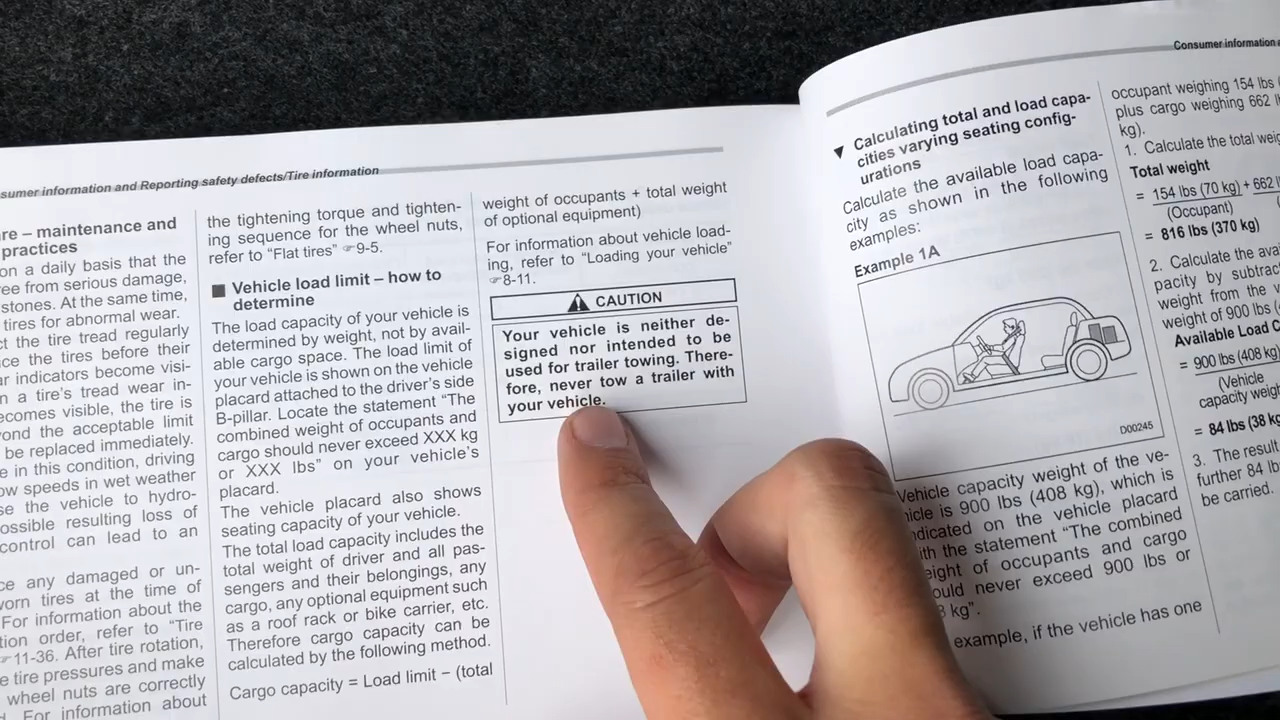 sumer information and Reporting safety defects/Tire information
re – maintenance and
practices
on a daily basis that the
ree from serious damage,
stones. At the same time,
tires for abnormal wear.
ct the tire tread regularly
ice the tires before their
ar indicators become visi-
n a tire's tread wear in-
ecomes visible, the tire is
yond the acceptable limit
be replaced immediately.
e in this condition, driving
ow speeds in wet weather
se the vehicle to hydro-
ossible resulting loss of
control can lead to an
ce any damaged or un-
vorn tires at the time of
For information about the
tion order, refer to “Tire
☞11-36. After tire rotation,
e tire pressures and make
wheel nuts are correctly
For information about
the tightening torque and tighten-
ing sequence for the wheel nuts,
refer to “Flat tires” ☞9-5.
■ Vehicle load limit – how to
determine
The load capacity of your vehicle is
determined by weight, not by avail-
able cargo space. The load limit of
your vehicle is shown on the vehicle
placard attached to the driver's side
B-pillar. Locate the statement “The
combined weight of occupants and
cargo should never exceed XXX kg
or XXX lbs” on your vehicle's
placard.
The vehicle placard also shows
seating capacity of your vehicle.
The total load capacity includes the
total weight of driver and all pas-
sengers and their belongings, any
cargo, any optional equipment such
as a roof rack or bike carrier, etc.
Therefore cargo capacity can be
calculated by the following method.
Cargo capacity = Load limit − (total
weight of occupants + total weight
of optional equipment)
For information about vehicle load-
ing, refer to “Loading your vehicle”
☞8-11.
⚠ CAUTION
Your vehicle is neither de-
signed nor intended to be
used for trailer towing. There-
fore, never tow a trailer with
your vehicle.
Consumer information a
▼ Calculating total and load capa-
cities varying seating config-
urations
Calculate the available load capa-
city as shown in the following
examples:
Example 1A
D00245
Vehicle capacity weight of the ve-
hicle is 900 lbs (408 kg), which is
ndicated on the vehicle placard
ith the statement “The combined
eight of occupants and cargo
ould never exceed 900 lbs or
8 kg”.
example, if the vehicle has one
occupant weighing 154 lbs (
plus cargo weighing 662 l
kg).
1. Calculate the total weig
Total weight
= 154 lbs (70 kg) + 662
(Occupant)
= 816 lbs (370 kg)
2. Calculate the ava
pacity by subtrac
weight from the v
weight of 900 lbs (
Available Load C
= 900 lbs (408 kg)
(Vehicle
capacity weig
= 84 lbs (38 kg
3. The result
further 84 lb
be carried.